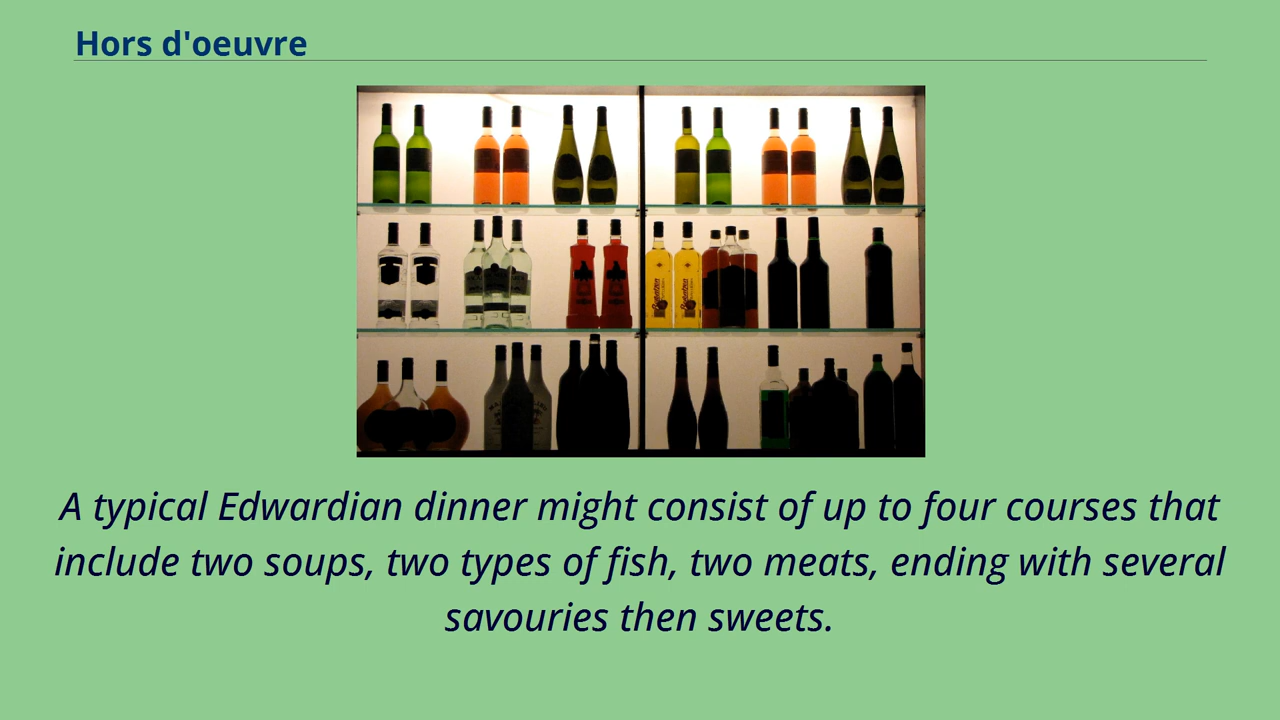 Hors d'oeuvre
A typical Edwardian dinner might consist of up to four courses that
include two soups, two types of fish, two meats, ending with several
savouries then sweets.